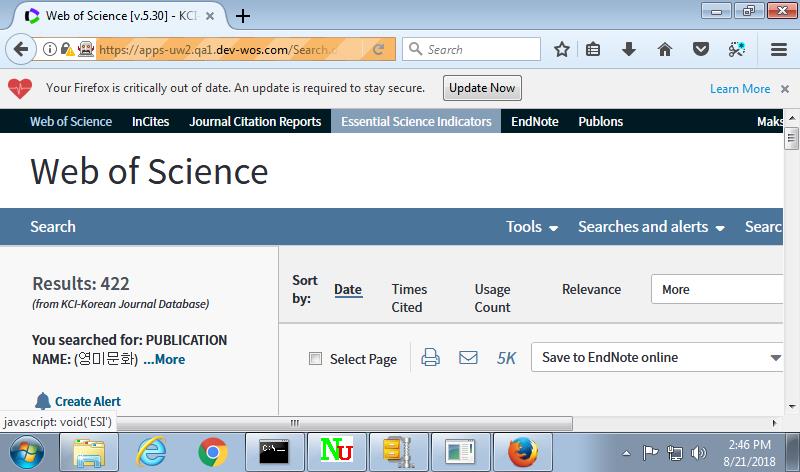 Web of Science [v.5.30] - KCI
https://apps-uw2.qa1.dev-wos.com/Search.
Search
Your Firefox is critically out of date. An update is required to stay secure.
Update Now
Learn More
Web of Science
InCites
Journal Citation Reports
Essential Science Indicators
EndNote
Publons
Maks
Web of Science
Search
Tools
Searches and alerts
Searc
Results: 422
(from KCI-Korean Journal Database)
You searched for: PUBLICATION
NAME: (영미문화) ...More
Create Alert
Sort
by:
Date
Times
Cited
Usage
Count
Relevance
More
Select Page
5K
Save to EndNote online
javascript: void('ESI')
C:\.
NU
2:46 PM
8/21/2018